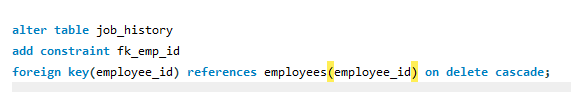 alter table job_history
add constraint fk_emp_id
foreign key(employee_id) references employees(employee_id) on delete cascade;